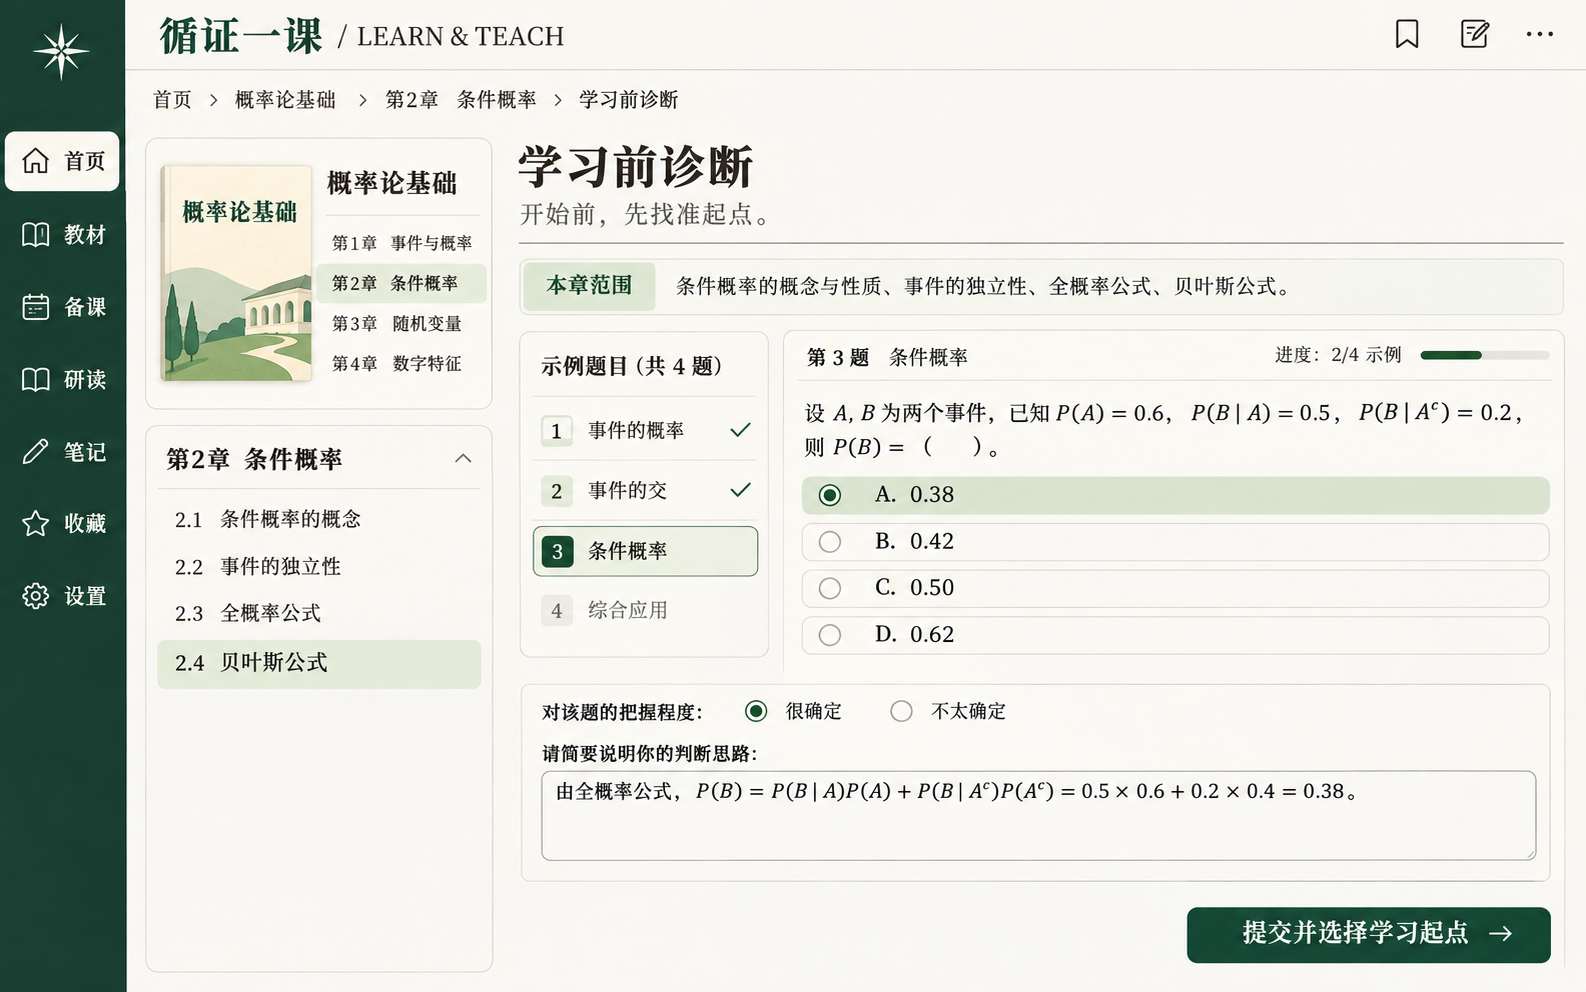 循证一课 / LEARN & TEACH
首页 > 概率论基础 > 第2章 条件概率 > 学习前诊断
首页
教材
备课
研读
笔记
收藏
设置
概率论基础
概率论基础
第1章 事件与概率
第2章 条件概率
第3章 随机变量
第4章 数字特征
第2章 条件概率
2.1 条件概率的概念
2.2 事件的独立性
2.3 全概率公式
2.4 贝叶斯公式
学习前诊断
开始前，先找准起点。
本章范围 条件概率的概念与性质、事件的独立性、全概率公式、贝叶斯公式。
示例题目（共 4 题）
1 事件的概率
2 事件的交
3 条件概率
4 综合应用
第 3 题 条件概率 进度：2/4 示例
设 A, B 为两个事件，已知 P(A) = 0.6， P(B | A) = 0.5， P(B | Aᶜ) = 0.2，
则 P(B) = （ ）。
A. 0.38
B. 0.42
C. 0.50
D. 0.62
对该题的把握程度： 很确定 不太确定
请简要说明你的判断思路：
由全概率公式，P(B) = P(B | A)P(A) + P(B | Aᶜ)P(Aᶜ) = 0.5 × 0.6 + 0.2 × 0.4 = 0.38。
提交并选择学习起点 →